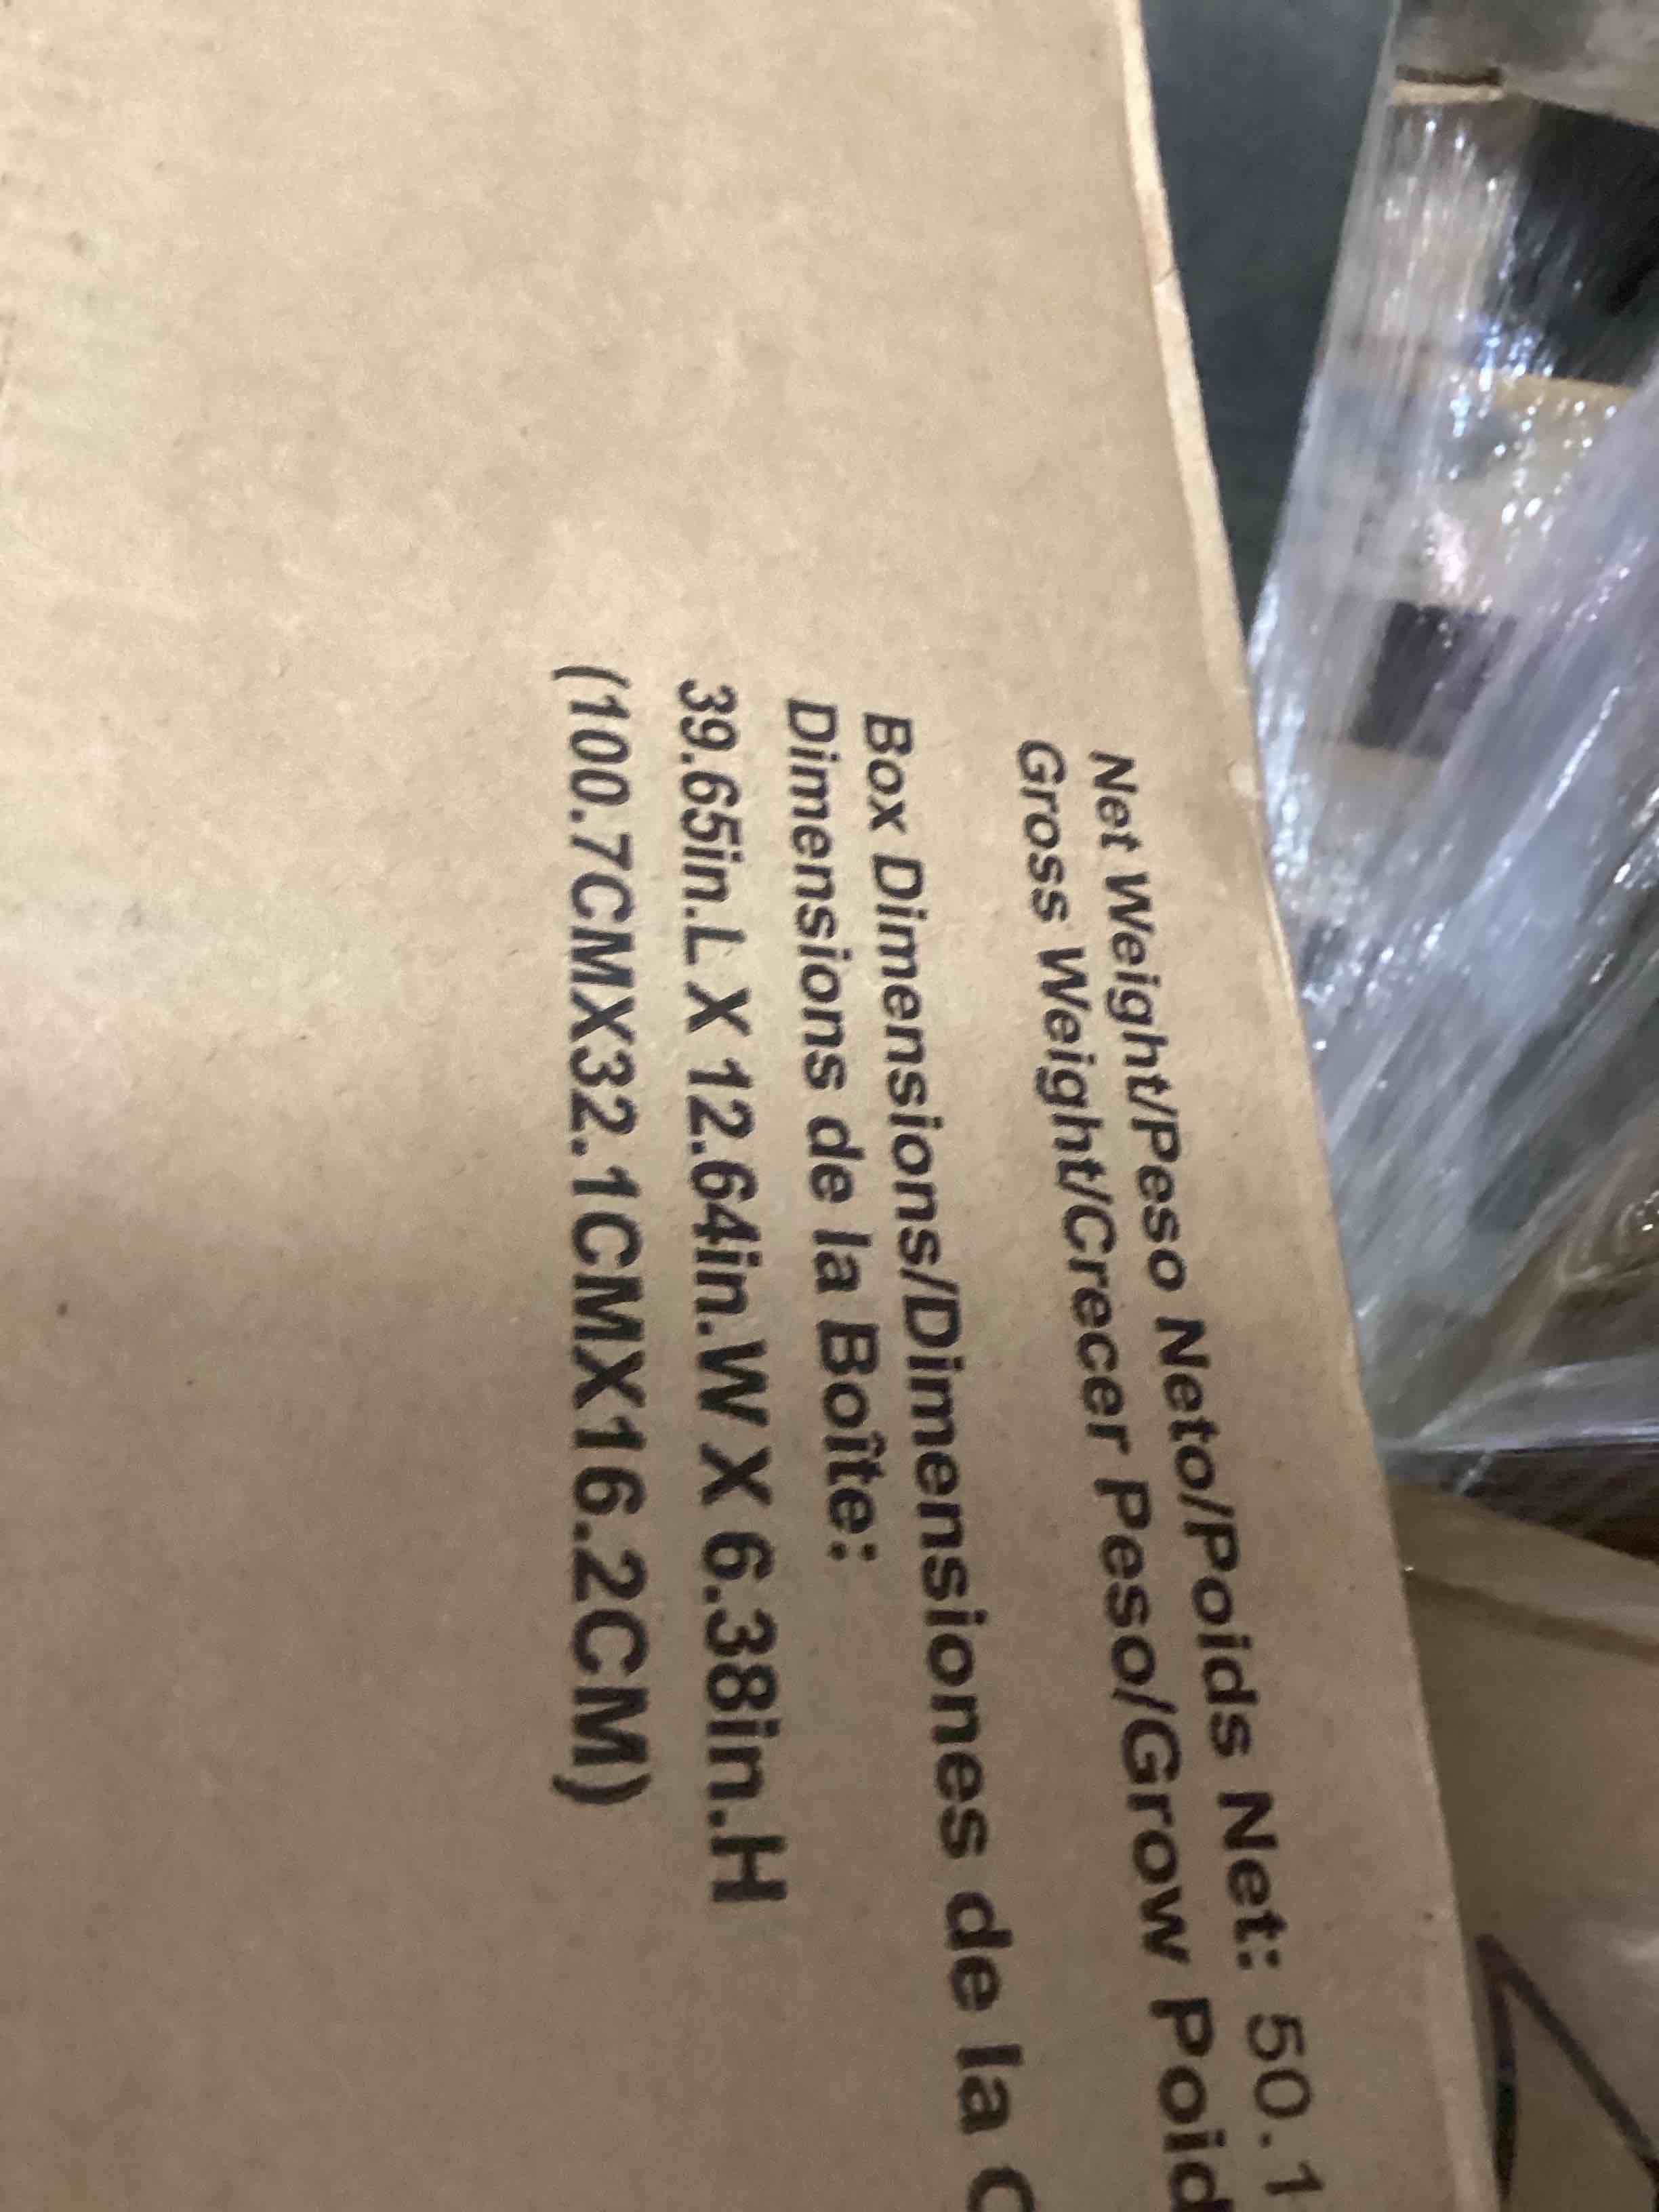 Net Weight/Peso Neto/Poids Net: 50.1
Gross Weight/Crecer Peso/Grow Poid
Box Dimensions/Dimensiones de la C
Dimensions de la Boîte:
39.65in.L X 12.64in.W X 6.38in.H
(100.7CMX32.1CMX16.2CM)